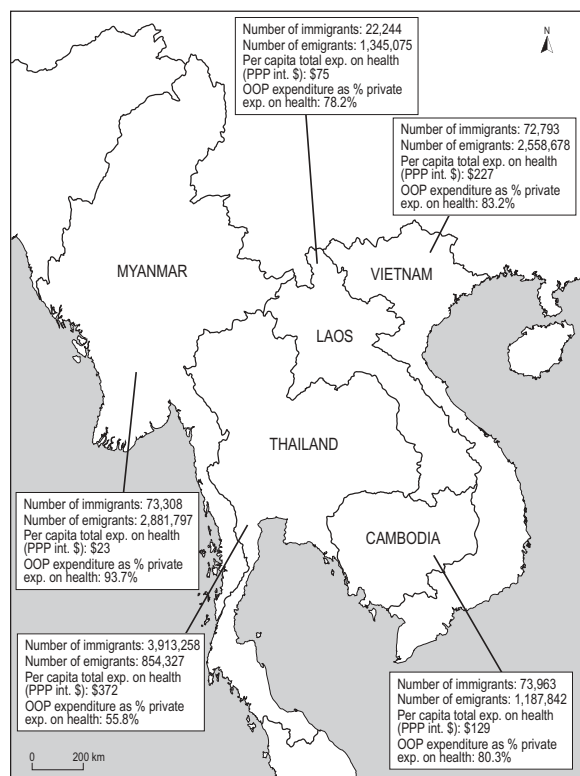 Number of immigrants: 22,244
Number of emigrants: 1,345,075
Per capita total exp. on health
(PPP int. $): $75
OOP expenditure as % private
exp. on health: 78.2%
N
Number of immigrants: 72,793
Number of emigrants: 2,558,678
Per capita total exp. on health
(PPP int. $): $227
OOP expenditure as % private
exp. on health: 83.2%
MYANMAR
VIETNAM
LAOS
THAILAND
CAMBODIA
Number of immigrants: 73,308
Number of emigrants: 2,881,797
Per capita total exp. on health
(PPP int. $): $23
OOP expenditure as % private
exp. on health: 93.7%
Number of immigrants: 3,913,258
Number of emigrants: 854,327
Per capita total exp. on health
(PPP int. $): $372
OOP expenditure as % private
exp. on health: 55.8%
Number of immigrants: 73,963
Number of emigrants: 1,187,842
Per capita total exp. on health
(PPP int. $): $129
OOP expenditure as % private
exp. on health: 80.3%
0 200 km